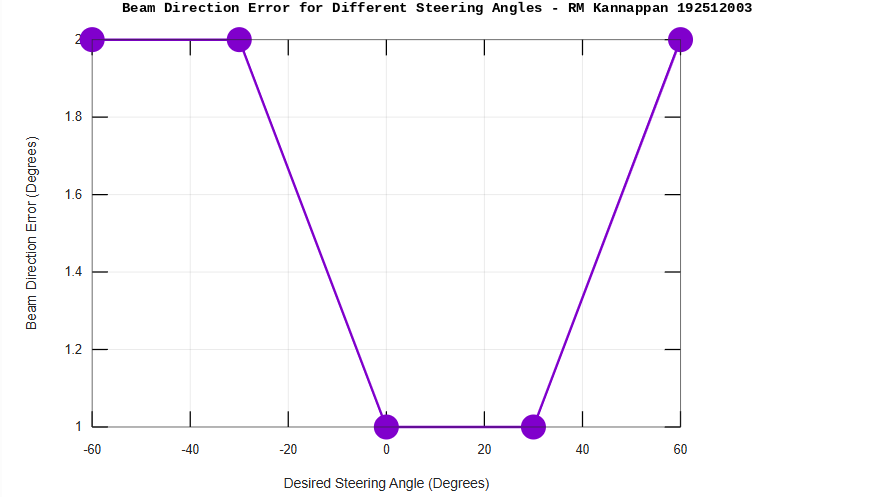 Beam Direction Error for Different Steering Angles - RM Kannappan 192512003
2
1.8
1.6
1.4
1.2
1
Beam Direction Error (Degrees)
-60 -40 -20 0 20 40 60
Desired Steering Angle (Degrees)